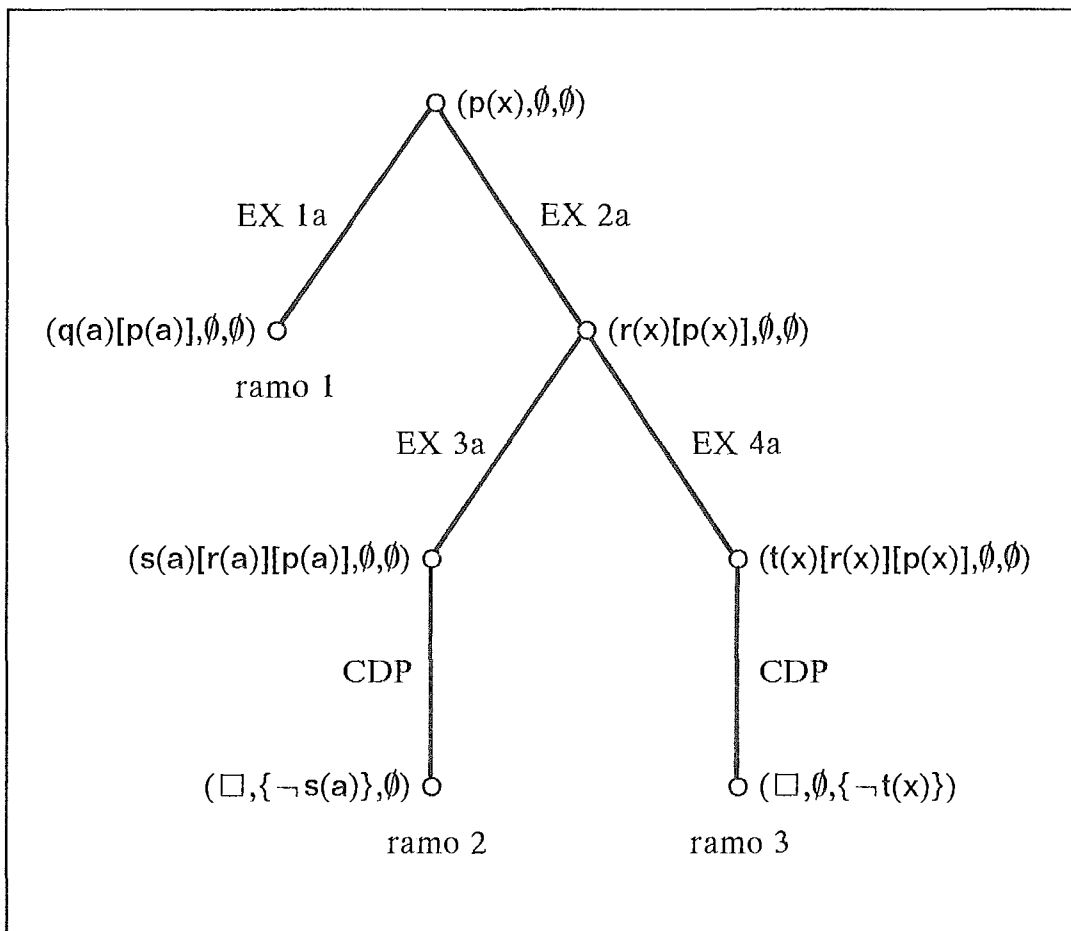 (p(x),∅,∅)
EX 1a
EX 2a
(q(a)[p(a)],∅,∅)
(r(x)[p(x)],∅,∅)
ramo 1
EX 3a
EX 4a
(s(a)[r(a)][p(a)],∅,∅)
(t(x)[r(x)][p(x)],∅,∅)
CDP
CDP
(□,{¬s(a)},∅)
(□,∅,{¬t(x)})
ramo 2
ramo 3